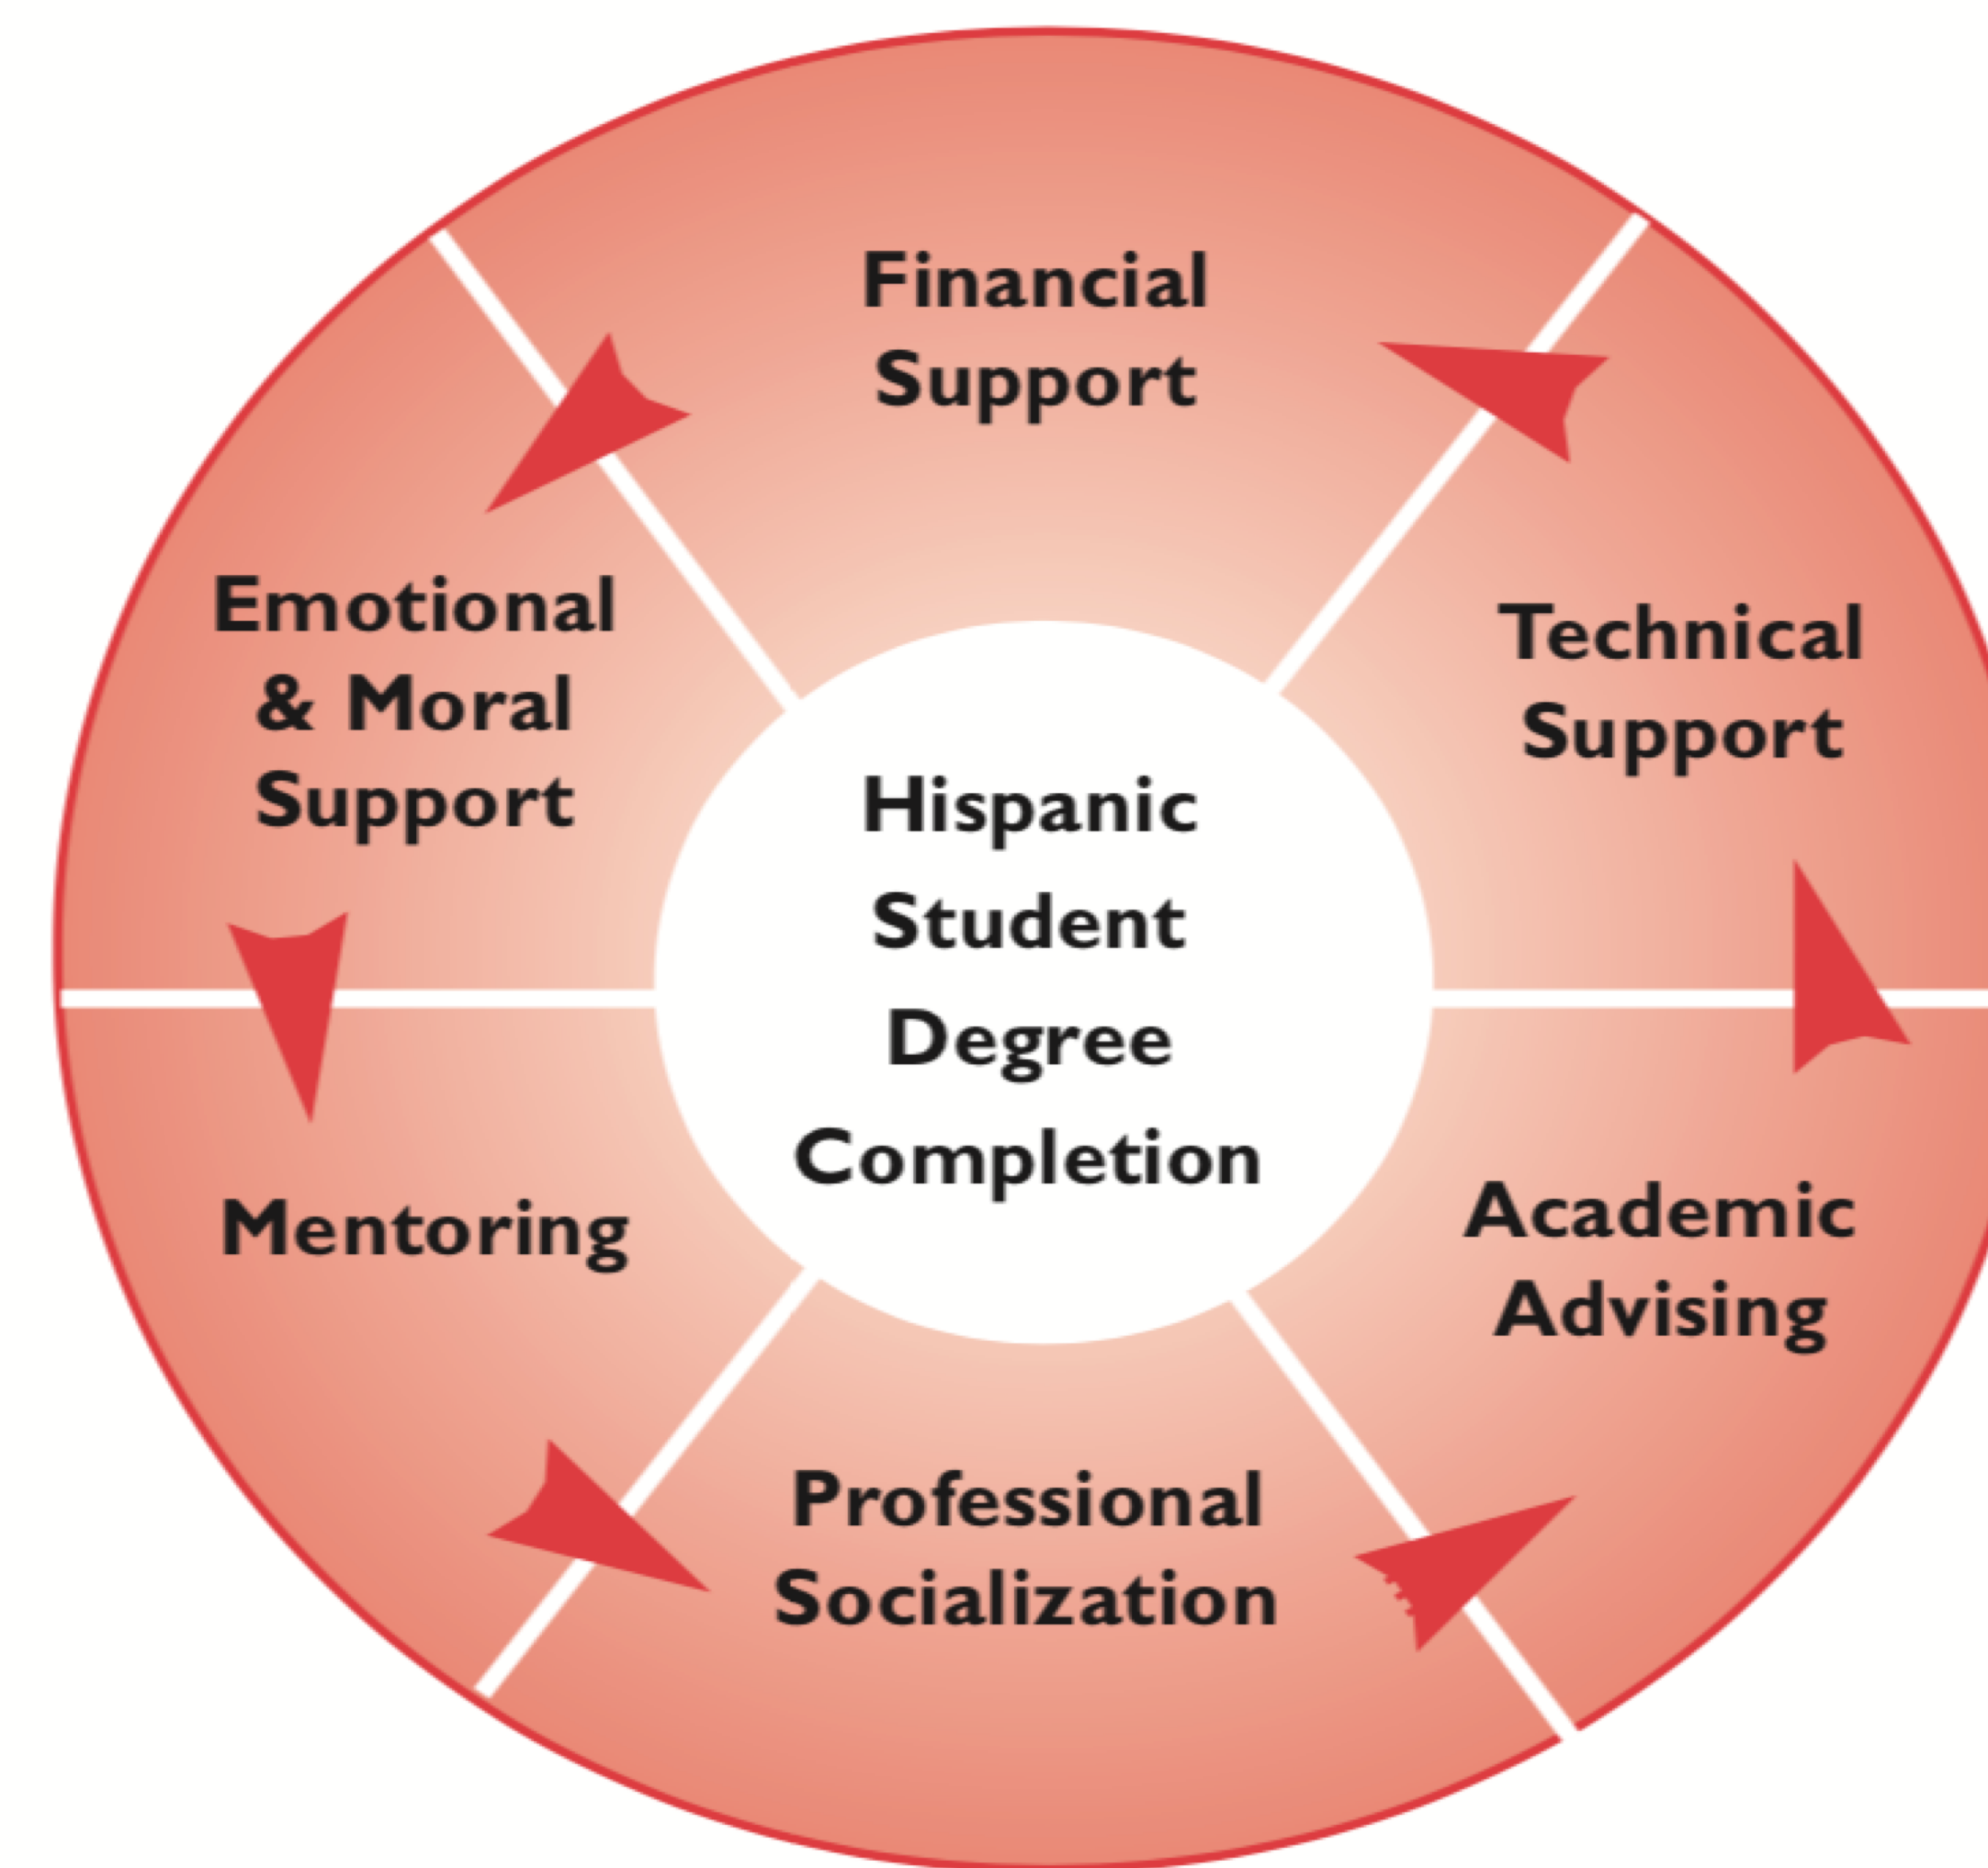 Financial
Support
Technical
Support
Emotional
& Moral
Support
Hispanic
Student
Degree
Completion
Mentoring
Academic
Advising
Professional
Socialization